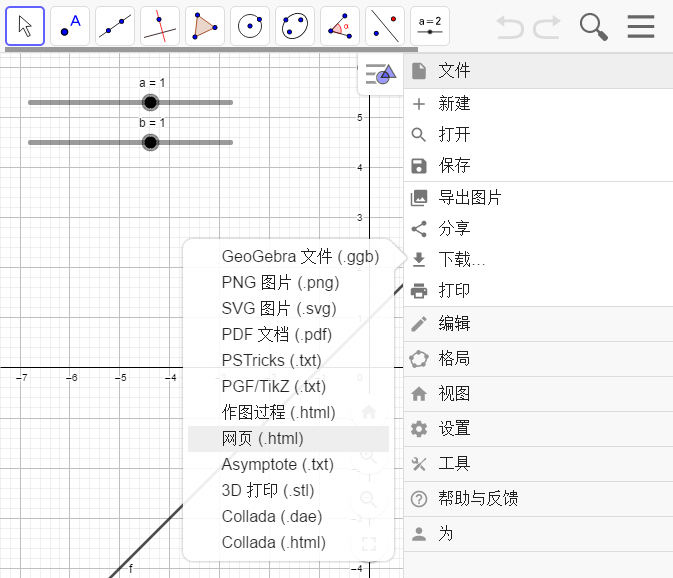 A
α
a = 2
a = 1
b = 1
5
4
3
-7
-6
-5
-4
0
-3
-4
f
文件
新建
打开
保存
导出图片
分享
下载...
打印
编辑
格局
视图
设置
工具
帮助与反馈
为
GeoGebra 文件 (.ggb)
PNG 图片 (.png)
SVG 图片 (.svg)
PDF 文档 (.pdf)
PSTricks (.txt)
PGF/TikZ (.txt)
作图过程 (.html)
网页 (.html)
Asymptote (.txt)
3D 打印 (.stl)
Collada (.dae)
Collada (.html)